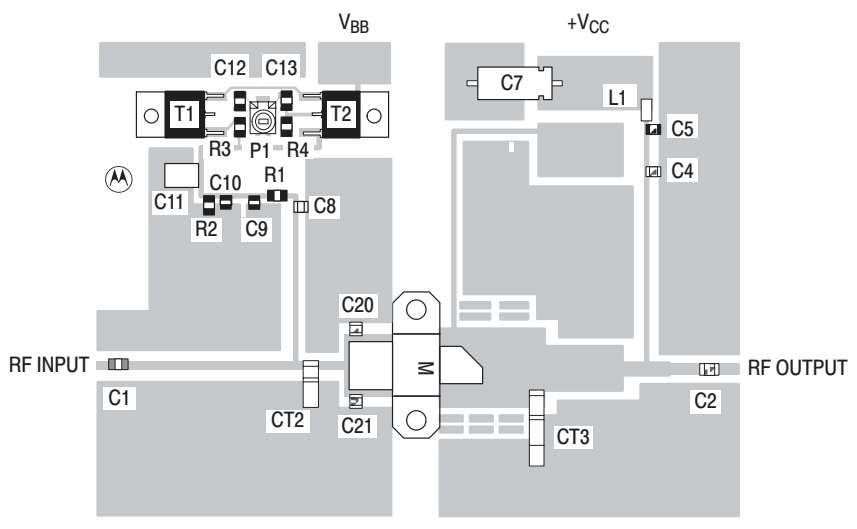 VBB
+VCC
C12 C13
C7
T1 T2
L1
C5
R3 P1 R4
C4
C10 R1
C11
C8
R2 C9
C20
RF INPUT
M
RF OUTPUT
C1
C2
CT2
C21
CT3